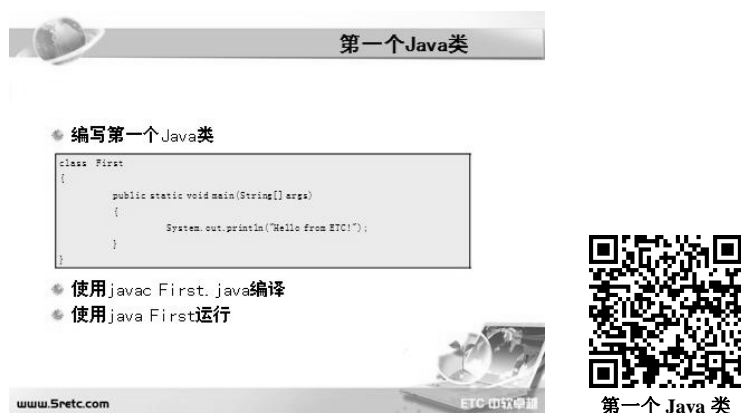 第一个Java类
编写第一个Java类
class First
{
public static void main(String[] args)
{
System.out.println("Hello from ETC!");
}
}
使用javac First.java编译
使用java First运行
www.5retc.com
ETC 中软卓越
第一个 Java 类